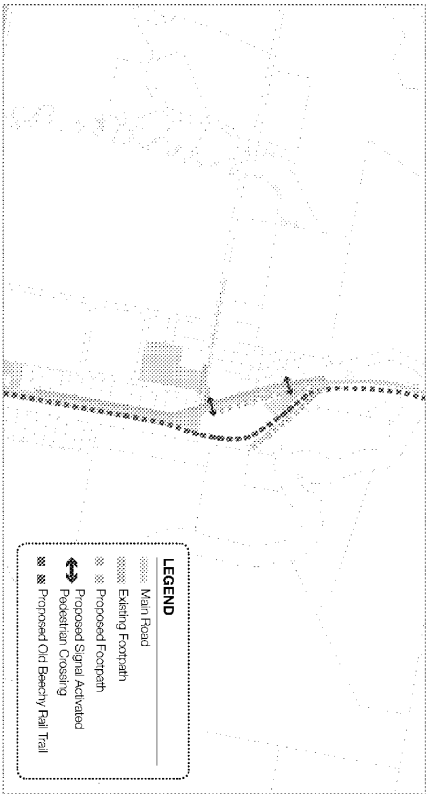 LEGEND
Main Road
Existing Footpath
Proposed Footpath
Proposed Signal Activated
Pedestrian Crossing
Proposed Old Beechy Rail Trail